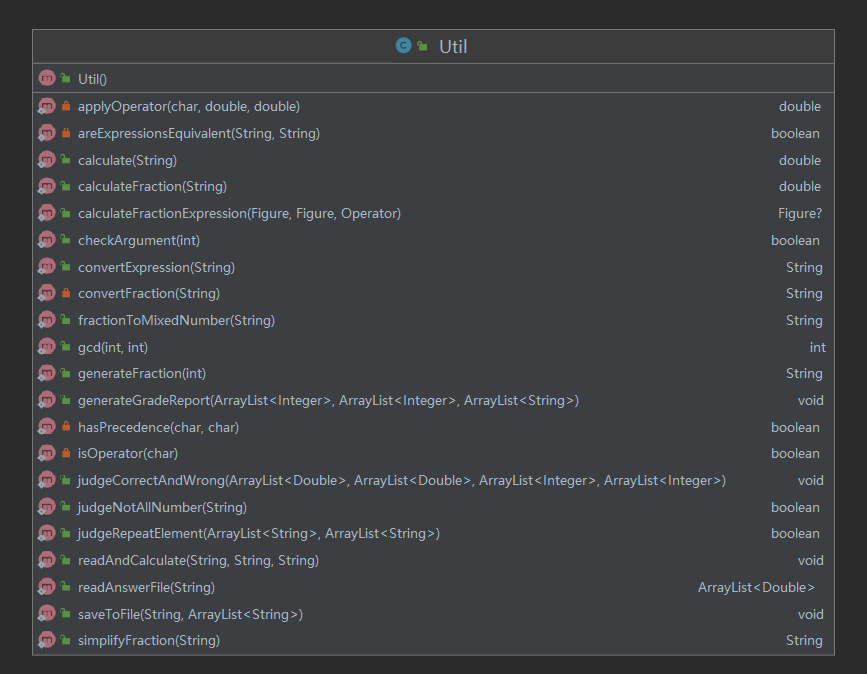 C Util
m Util()
m applyOperator(char, double, double) double
m areExpressionsEquivalent(String, String) boolean
m calculate(String) double
m calculateFraction(String) double
m calculateFractionExpression(Figure, Figure, Operator) Figure?
m checkArgument(int) boolean
m convertExpression(String) String
m convertFraction(String) String
m fractionToMixedNumber(String) String
m gcd(int, int) int
m generateFraction(int) String
m generateGradeReport(ArrayList<Integer>, ArrayList<Integer>, ArrayList<String>) void
m hasPrecedence(char, char) boolean
m isOperator(char) boolean
m judgeCorrectAndWrong(ArrayList<Double>, ArrayList<Double>, ArrayList<Integer>, ArrayList<Integer>) void
m judgeNotAllNumber(String) boolean
m judgeRepeatElement(ArrayList<String>, ArrayList<String>) boolean
m readAndCalculate(String, String, String) void
m readAnswerFile(String) ArrayList<Double>
m saveToFile(String, ArrayList<String>) void
m simplifyFraction(String) String